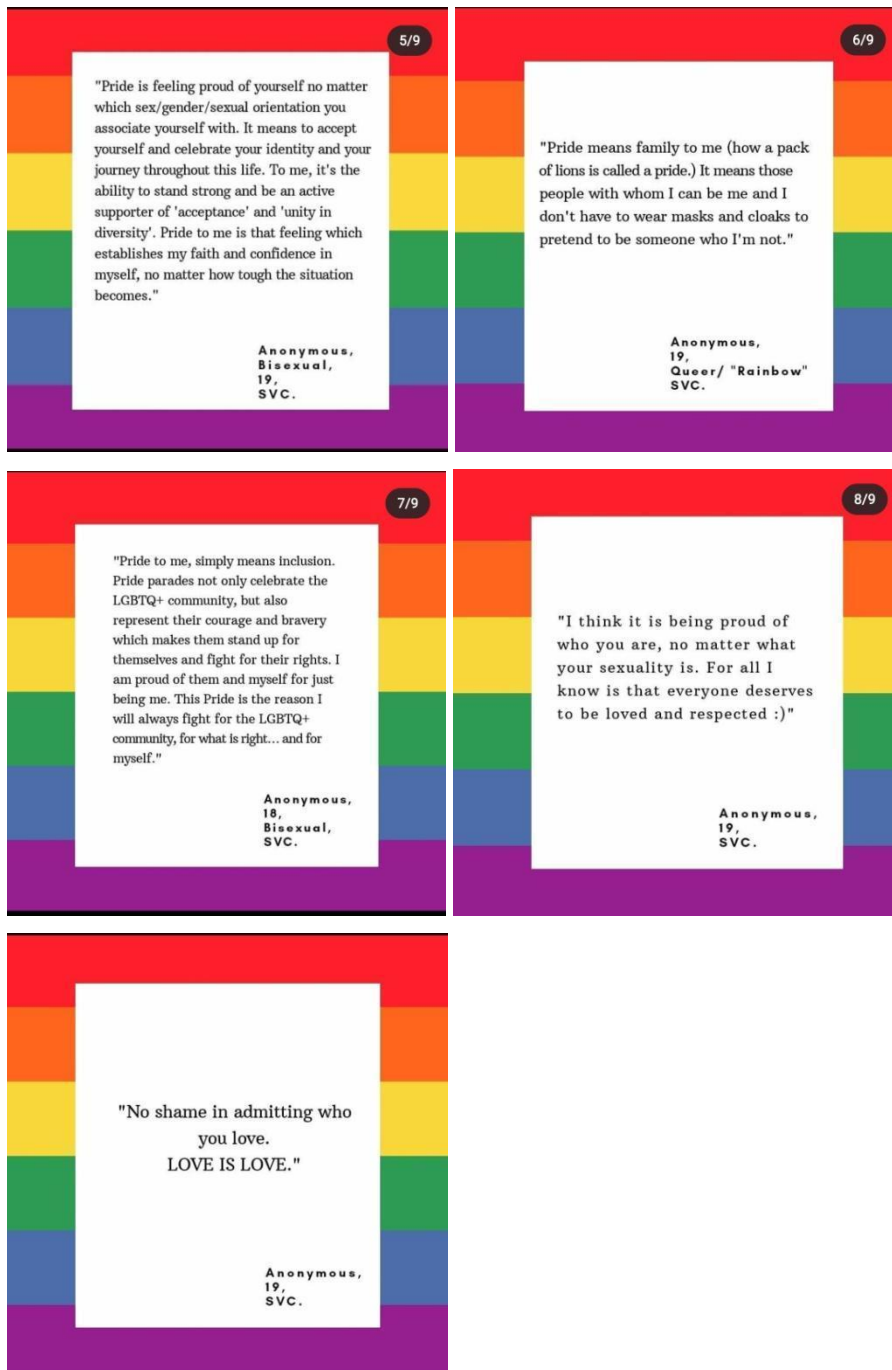 5/9
"Pride is feeling proud of yourself no matter
which sex/gender/sexual orientation you
associate yourself with. It means to accept
yourself and celebrate your identity and your
journey throughout this life. To me, it's the
ability to stand strong and be an active
supporter of 'acceptance' and 'unity in
diversity'. Pride to me is that feeling which
establishes my faith and confidence in
myself, no matter how tough the situation
becomes."
Anonymous,
Bisexual,
19,
SVC.
6/9
"Pride means family to me (how a pack
of lions is called a pride.) It means those
people with whom I can be me and I
don't have to wear masks and cloaks to
pretend to be someone who I'm not."
Anonymous,
19,
Queer/ "Rainbow"
SVC.
7/9
"Pride to me, simply means inclusion.
Pride parades not only celebrate the
LGBTQ+ community, but also
represent their courage and bravery
which makes them stand up for
themselves and fight for their rights. I
am proud of them and myself for just
being me. This Pride is the reason I
will always fight for the LGBTQ+
community, for what is right... and for
myself."
Anonymous,
18,
Bisexual,
SVC.
8/9
"I think it is being proud of
who you are, no matter what
your sexuality is. For all I
know is that everyone deserves
to be loved and respected :)"
Anonymous,
19,
SVC.
"No shame in admitting who
you love.
LOVE IS LOVE."
Anonymous,
19,
SVC.